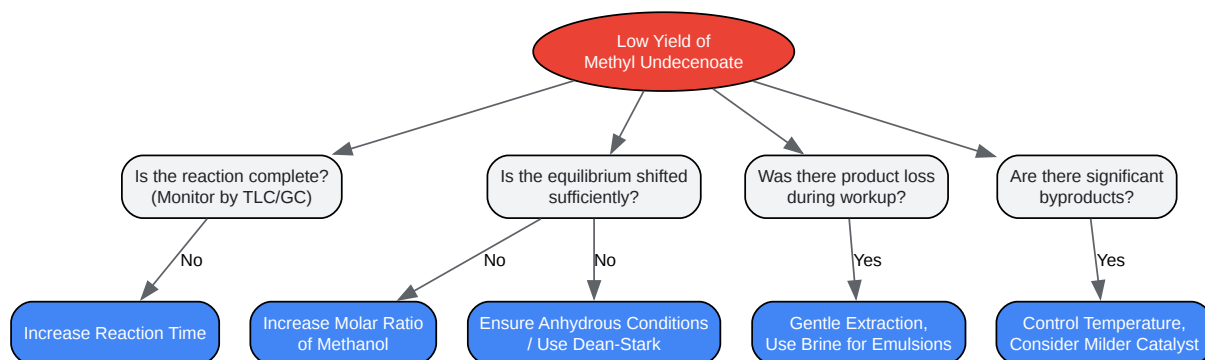 Low Yield of
Methyl Undecenoate
Is the reaction complete?
(Monitor by TLC/GC)
Is the equilibrium shifted
sufficiently?
Was there product loss
during workup?
Are there significant
byproducts?
No
No
No
Yes
Yes
Increase Reaction Time
Increase Molar Ratio
of Methanol
Ensure Anhydrous Conditions
/ Use Dean-Stark
Gentle Extraction,
Use Brine for Emulsions
Control Temperature,
Consider Milder Catalyst